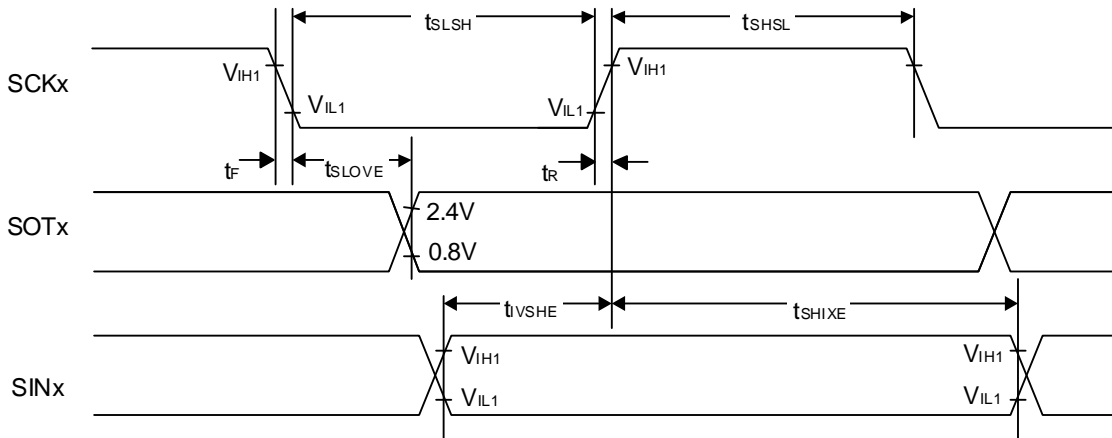 tSLSH
tSHSL
SCKx
VIH1
VIH1
VIL1
VIL1
tF
tSLOVE
tR
SOTx
2.4V
0.8V
tIVSHE
tSHIXE
SINx
VIH1
VIH1
VIL1
VIL1